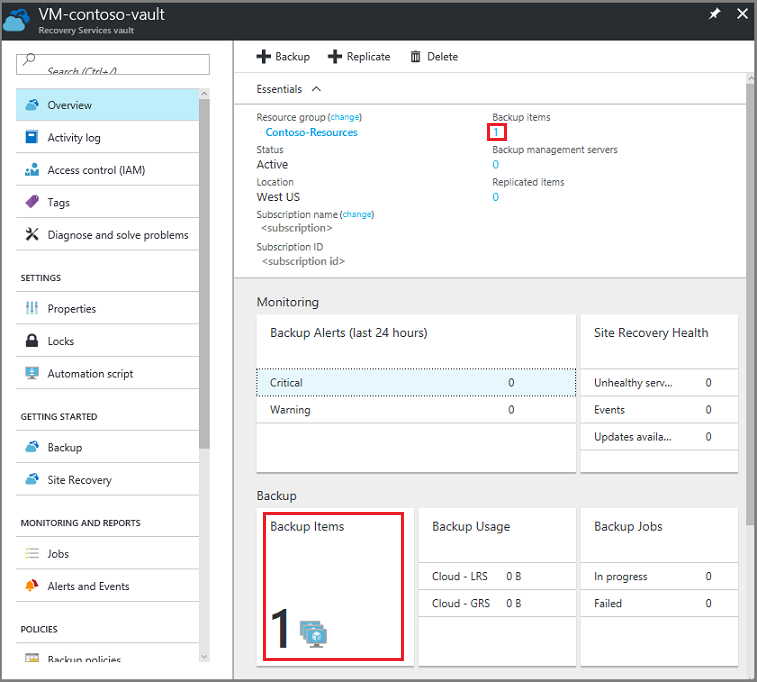 VM-contoso-vault
Recovery Services vault
Search (Ctrl+/)
Overview
Activity log
Access control (IAM)
Tags
Diagnose and solve problems
SETTINGS
Properties
Locks
Automation script
GETTING STARTED
Backup
Site Recovery
MONITORING AND REPORTS
Jobs
Alerts and Events
POLICIES
Backup policies
Backup Replicate Delete
Essentials
Resource group (change)
Contoso-Resources
Status
Active
Location
West US
Subscription name (change)
<subscription>
Subscription ID
<subscription id>
Backup items
1
Backup management servers
0
Replicated items
0
Monitoring
Backup Alerts (last 24 hours)
Critical 0
Warning 0
Site Recovery Health
Unhealthy serv... 0
Events 0
Updates availa... 0
Backup
Backup Items
1
Backup Usage
Cloud - LRS 0 B
Cloud - GRS 0 B
Backup Jobs
In progress 0
Failed 0